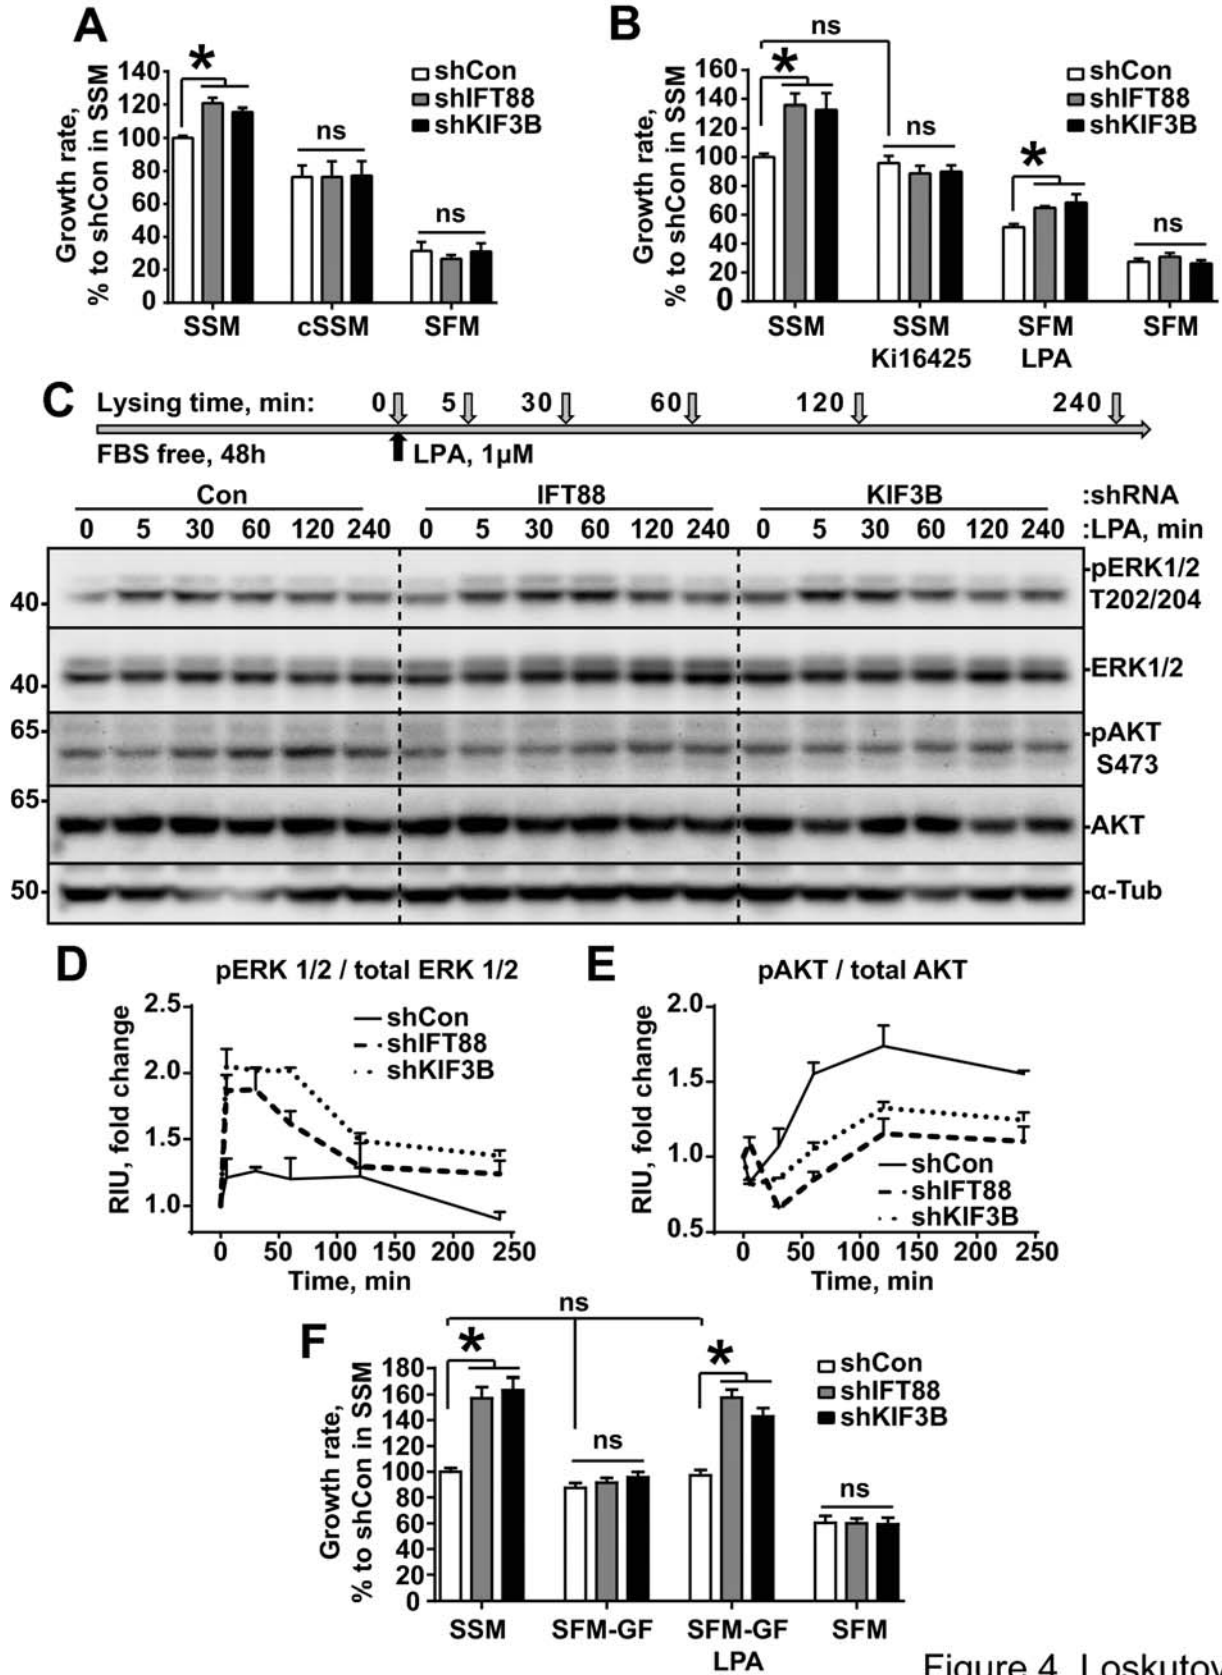 A
Growth rate,
% to shCon in SSM
140
120
100
80
60
40
20
0
*
ns
ns
shCon
shIFT88
shKIF3B
SSM cSSM SFM
B
Growth rate,
% to shCon in SSM
160
140
120
100
80
60
40
20
0
ns
*
ns
*
ns
shCon
shIFT88
shKIF3B
SSM SSM SFM SFM
Ki16425 LPA
C
Lysing time, min: 0 5 30 60 120 240
FBS free, 48h LPA, 1µM
Con IFT88 KIF3B :shRNA
0 5 30 60 120 240 0 5 30 60 120 240 0 5 30 60 120 240 :LPA, min
pERK1/2
40 T202/204
ERK1/2
40
65
pAKT
S473
65
AKT
50 α-Tub
D
pERK 1/2 / total ERK 1/2
RIU, fold change
2.5
2.0
1.5
1.0
shCon
shIFT88
shKIF3B
0 50 100 150 200 250
Time, min
E
pAKT / total AKT
RIU, fold change
2.0
1.5
1.0
0.5
shCon
shIFT88
shKIF3B
0 50 100 150 200 250
Time, min
F
Growth rate,
% to shCon in SSM
180
160
140
120
100
80
60
40
20
0
ns
*
ns
*
ns
shCon
shIFT88
shKIF3B
SSM SFM-GF SFM-GF SFM
LPA
Figure 4, Loskutov